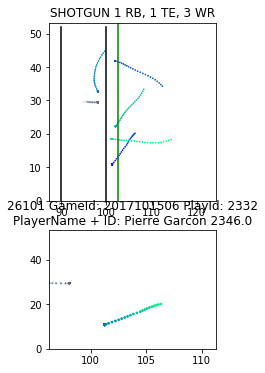 SHOTGUN 1 RB, 1 TE, 3 WR
50
40
30
20
10
0
90 100 110 120
26101 GameId: 2017101506 PlayId: 2332
PlayerName + ID: Pierre Garcon 2346.0
40
20
0
100 105 110